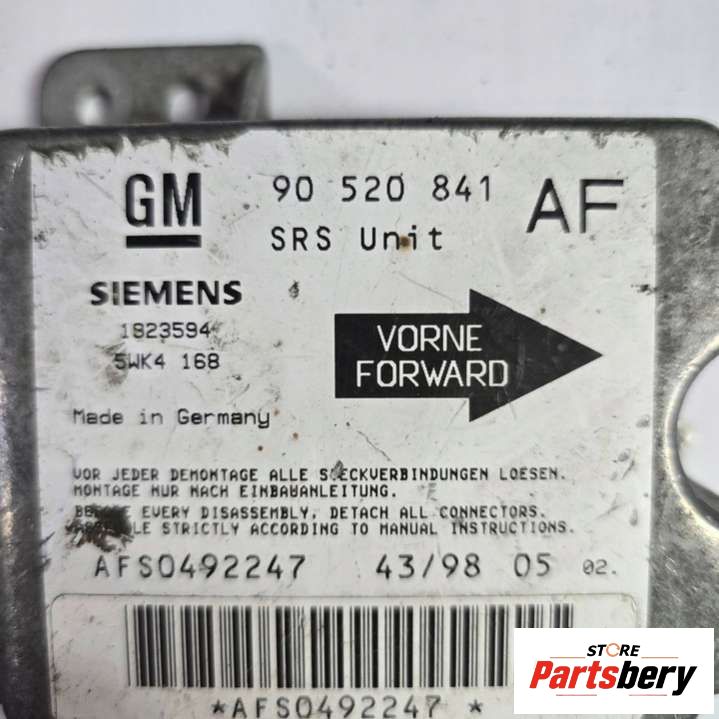 GM 90 520 841 AF
SRS Unit
SIEMENS
1823594
5WK4 168
VORNE
FORWARD
Made in Germany
VOR JEDER DEMONTAGE ALLE STECKVERBINDUNGEN LOESEN.
MONTAGE NUR NACH EINBAUANLEITUNG.
BEFORE EVERY DISASSEMBLY, DETACH ALL CONNECTORS.
ASSEMBLE STRICTLY ACCORDING TO MANUAL INSTRUCTIONS.
AFS0492247 43/98 05 02.
*AFS0492247 *
STORE
Partsbery